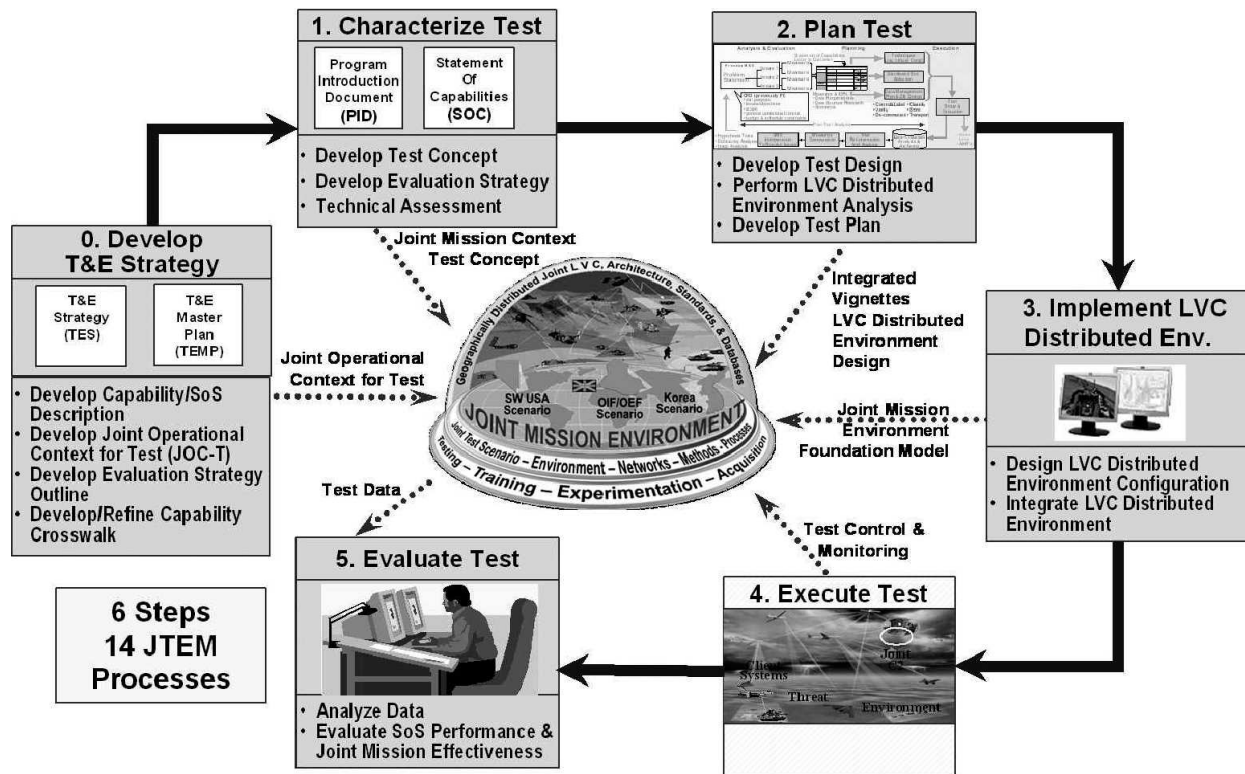 0. Develop
T&E Strategy
T&E
Strategy
(TES)
T&E
Master
Plan
(TEMP)
• Develop Capability/SoS
Description
• Develop Joint Operational
Context for Test (JOC-T)
• Develop Evaluation Strategy
Outline
• Develop/Refine Capability
Crosswalk
1. Characterize Test
Program
Introduction
Document
(PID)
Statement
Of
Capabilities
(SOC)
• Develop Test Concept
• Develop Evaluation Strategy
• Technical Assessment
2. Plan Test
Analysis & Evaluation
Planning
Execution
• Develop Test Design
• Perform LVC Distributed
Environment Analysis
• Develop Test Plan
3. Implement LVC
Distributed Env.
• Design LVC Distributed
Environment Configuration
• Integrate LVC Distributed
Environment
4. Execute Test
Joint
C2
Client
Systems
Threat
Environment
5. Evaluate Test
• Analyze Data
• Evaluate SoS Performance &
Joint Mission Effectiveness
Joint Mission Context
Test Concept
Integrated
Vignettes
LVC Distributed
Environment
Design
Joint Operational
Context for Test
Joint Mission
Environment
Foundation Model
Test Data
Test Control &
Monitoring
Geographically Distributed Joint L V C, Architecture, Standards, & Databases
SW USA
Scenario
OIF/OEF
Scenario
Korea
Scenario
JOINT MISSION ENVIRONMENT
Joint Test Scenario – Environment – Networks – Methods - Processes
Testing – Training – Experimentation – Acquisition
6 Steps
14 JTEM
Processes